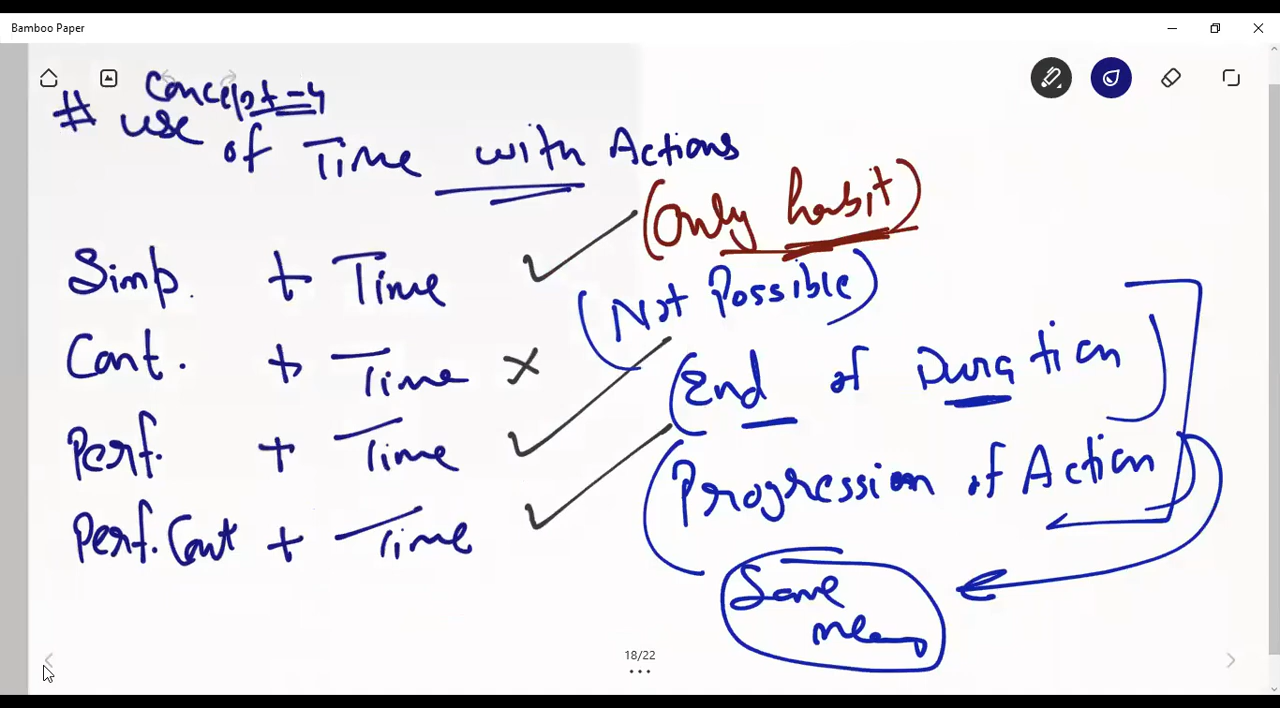 Bamboo Paper
Concept-4
# use of Time with Actions
(Only habit)
Simp. + Time ✓
(Not Possible)
Cont. + Time ✗
(End of Duration)
Perf. + Time ✓
(Progression of Action)
Perf. Cont + Time ✓
Same
18/22